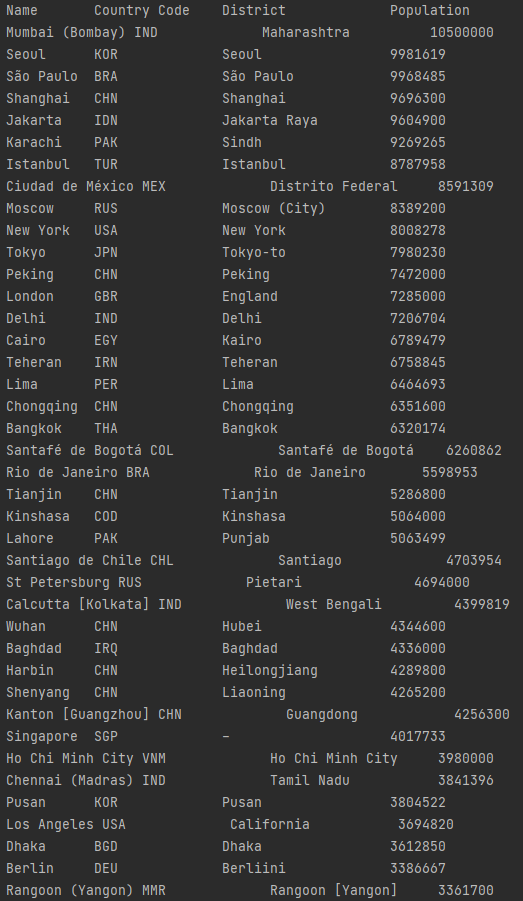 Name Country Code District Population
Mumbai (Bombay) IND Maharashtra 10500000
Seoul KOR Seoul 9981619
São Paulo BRA São Paulo 9968485
Shanghai CHN Shanghai 9696300
Jakarta IDN Jakarta Raya 9604900
Karachi PAK Sindh 9269265
Istanbul TUR Istanbul 8787958
Ciudad de México MEX Distrito Federal 8591309
Moscow RUS Moscow (City) 8389200
New York USA New York 8008278
Tokyo JPN Tokyo-to 7980230
Peking CHN Peking 7472000
London GBR England 7285000
Delhi IND Delhi 7206704
Cairo EGY Kairo 6789479
Teheran IRN Teheran 6758845
Lima PER Lima 6464693
Chongqing CHN Chongqing 6351600
Bangkok THA Bangkok 6320174
Santafé de Bogotá COL Santafé de Bogotá 6260862
Rio de Janeiro BRA Rio de Janeiro 5598953
Tianjin CHN Tianjin 5286800
Kinshasa COD Kinshasa 5064000
Lahore PAK Punjab 5063499
Santiago de Chile CHL Santiago 4703954
St Petersburg RUS Pietari 4694000
Calcutta [Kolkata] IND West Bengali 4399819
Wuhan CHN Hubei 4344600
Baghdad IRQ Baghdad 4336000
Harbin CHN Heilongjiang 4289800
Shenyang CHN Liaoning 4265200
Kanton [Guangzhou] CHN Guangdong 4256300
Singapore SGP – 4017733
Ho Chi Minh City VNM Ho Chi Minh City 3980000
Chennai (Madras) IND Tamil Nadu 3841396
Pusan KOR Pusan 3804522
Los Angeles USA California 3694820
Dhaka BGD Dhaka 3612850
Berlin DEU Berliini 3386667
Rangoon (Yangon) MMR Rangoon [Yangon] 3361700